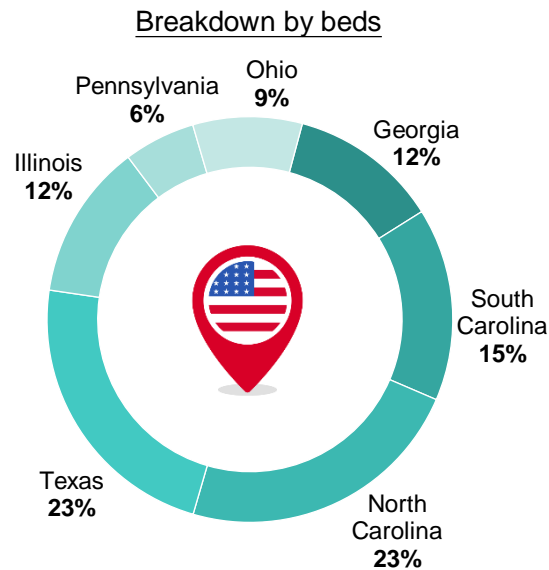 Breakdown by beds
Ohio
9%
Georgia
12%
South
Carolina
15%
North
Carolina
23%
Texas
23%
Illinois
12%
Pennsylvania
6%